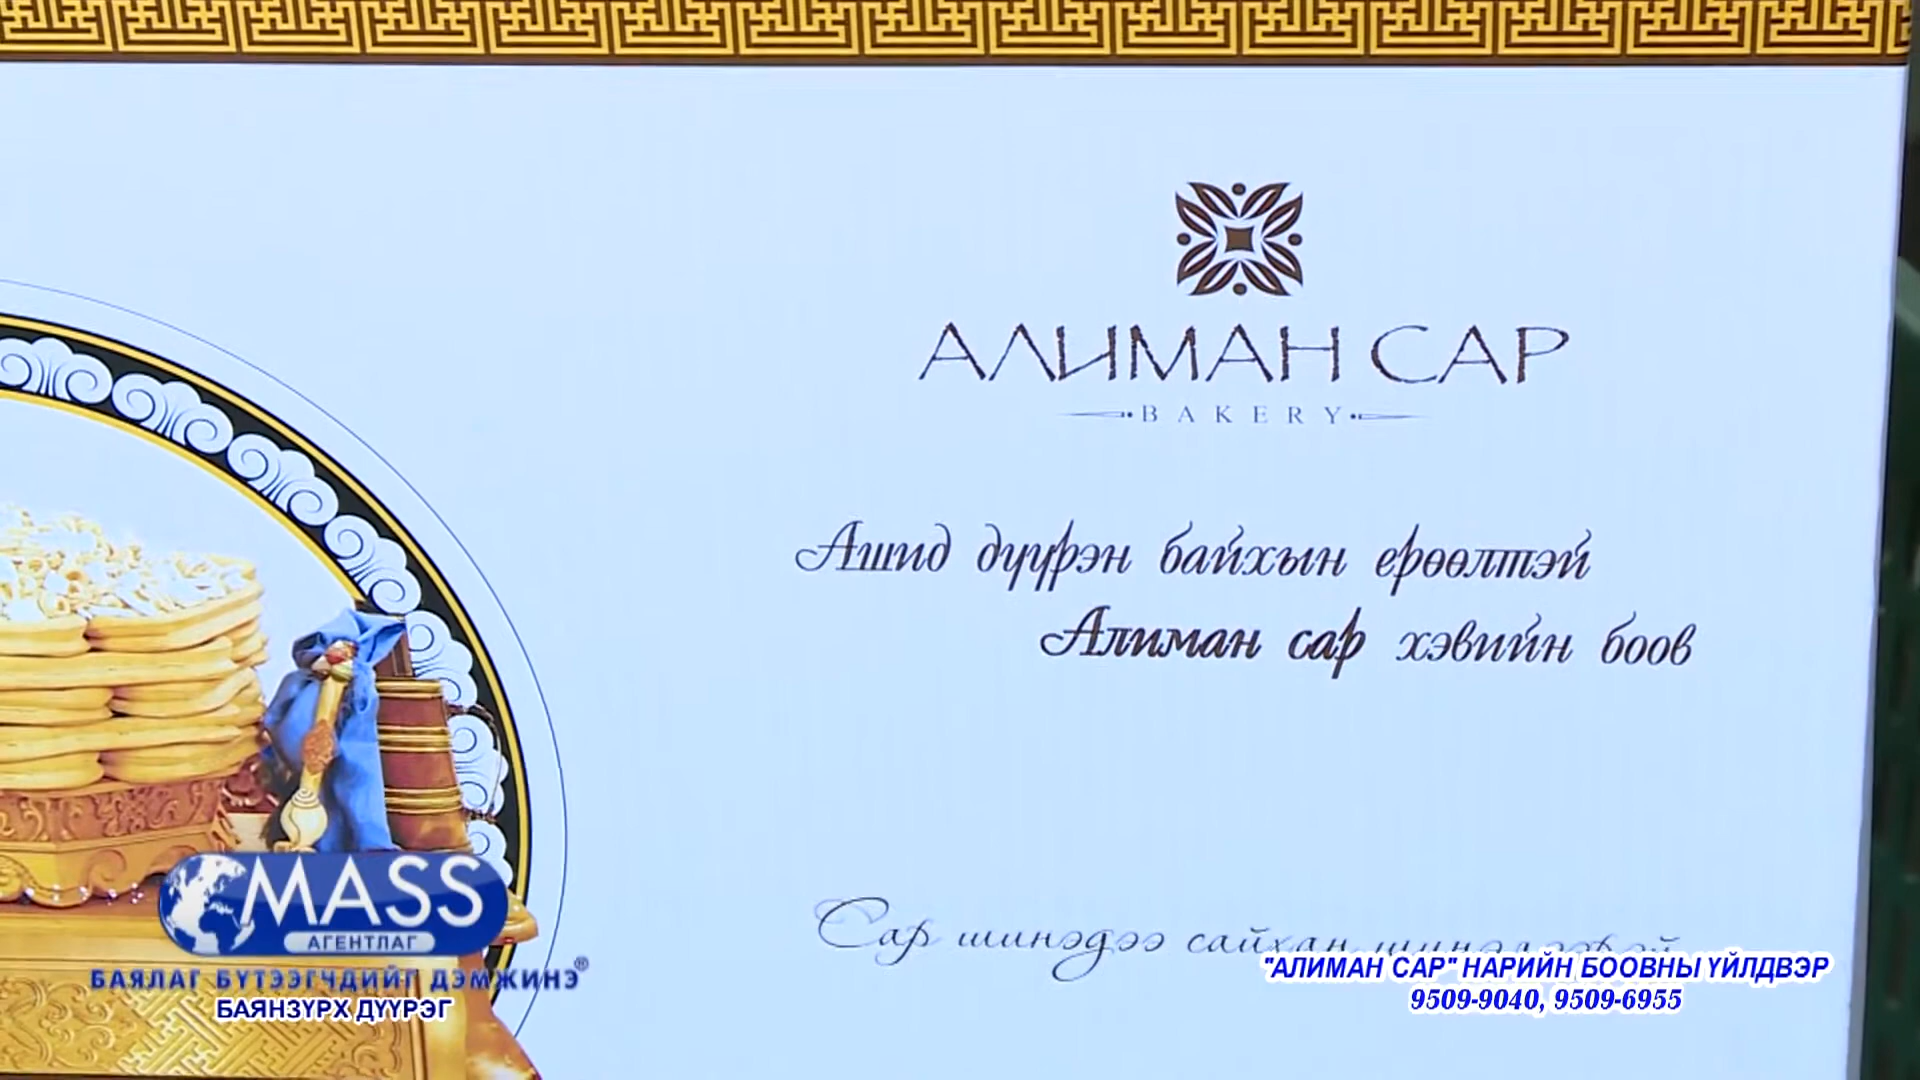 АЛИМАН САР
BAKERY
Ашид дүүрэн байхын ерөөлтэй
Алиман сар хэвийн боов
Сар шинэдээ сайхан шинэлээрэй
MASS
АГЕНТЛАГ
БАЯЛАГ БҮТЭЭГЧДИЙГ ДЭМЖИНЭ®
БАЯНЗҮРХ ДҮҮРЭГ
"АЛИМАН САР" НАРИЙН БООВНЫ ҮЙЛДВЭР
9509-9040, 9509-6955